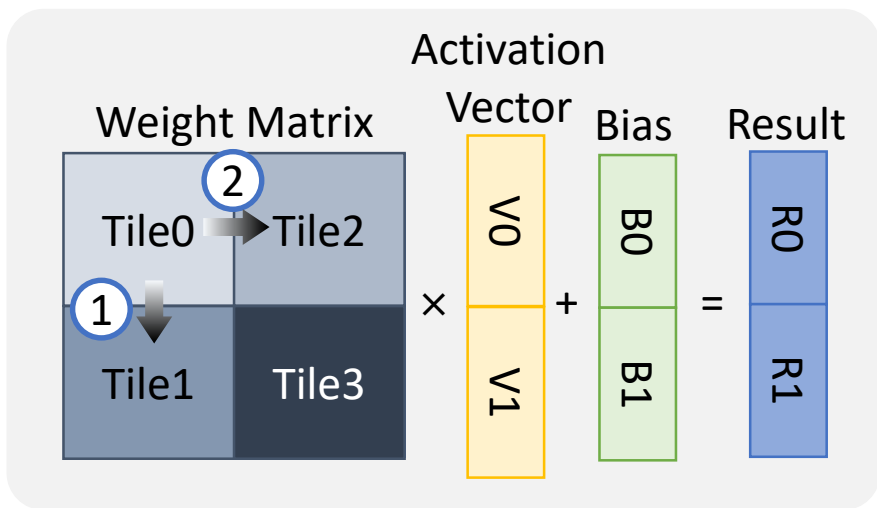 Activation
Vector
Weight Matrix
Bias
Result
2
Tile0
Tile2
V0
B0
R0
1
×
+
=
Tile1
Tile3
V1
B1
R1